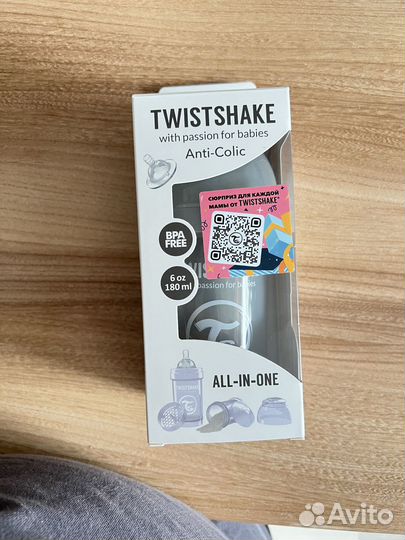 TWISTSHAKE
with passion for babies
Anti-Colic
СЮРПРИЗ ДЛЯ КАЖДОЙ
МАМЫ ОТ TWISTSHAKE*
BPA
FREE
6 oz
180 ml
passion for babies
ALL-IN-ONE
TWISTSHAKE
Avito